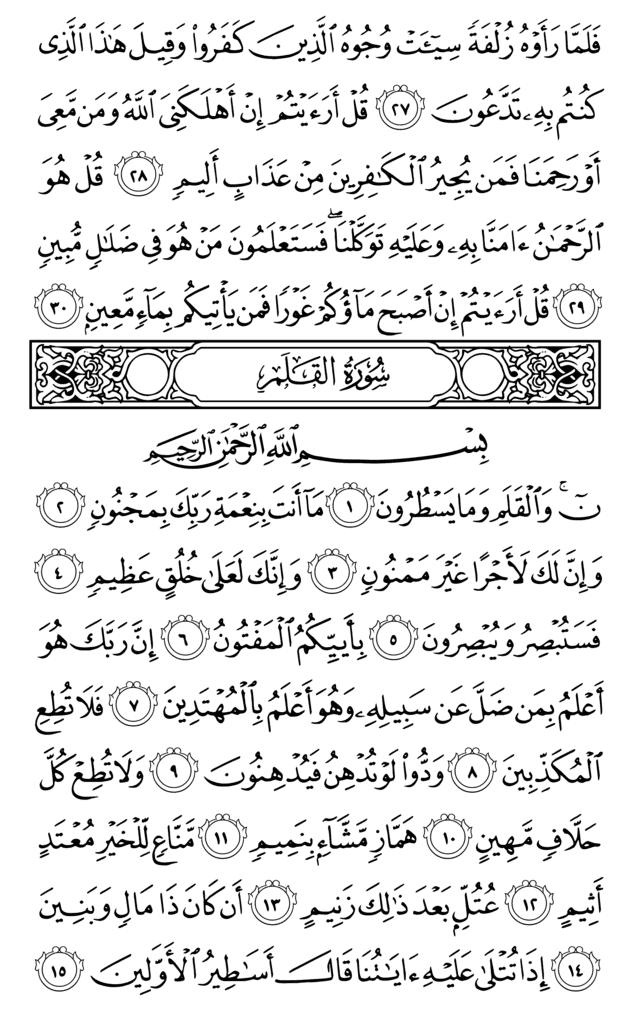 فَلَمَّا رَأَوۡهُ زُلۡفَةٗ سِيٓـَٔتۡ وُجُوهُ ٱلَّذِينَ كَفَرُواْ وَقِيلَ هَٰذَا ٱلَّذِي
كُنتُم بِهِۦ تَدَّعُونَ ٢٧ قُلۡ أَرَءَيۡتُمۡ إِنۡ أَهۡلَكَنِيَ ٱللَّهُ وَمَن مَّعِيَ
أَوۡ رَحِمَنَا فَمَن يُجِيرُ ٱلۡكَٰفِرِينَ مِنۡ عَذَابٍ أَلِيمٖ ٢٨ قُلۡ هُوَ
ٱلرَّحۡمَٰنُ ءَامَنَّا بِهِۦ وَعَلَيۡهِ تَوَكَّلۡنَاۖ فَسَتَعۡلَمُونَ مَنۡ هُوَ فِي ضَلَٰلٖ مُّبِينٖ
٢٩ قُلۡ أَرَءَيۡتُمۡ إِنۡ أَصۡبَحَ مَآؤُكُمۡ غَوۡرٗا فَمَن يَأۡتِيكُم بِمَآءٖ مَّعِينِۭ ٣٠
سُورَةُ القَلَمِ
بِسۡمِ ٱللَّهِ ٱلرَّحۡمَٰنِ ٱلرَّحِيمِ
نٓۚ وَٱلۡقَلَمِ وَمَا يَسۡطُرُونَ ١ مَآ أَنتَ بِنِعۡمَةِ رَبِّكَ بِمَجۡنُونٖ ٢
وَإِنَّ لَكَ لَأَجۡرًا غَيۡرَ مَمۡنُونٖ ٣ وَإِنَّكَ لَعَلَىٰ خُلُقٍ عَظِيمٖ ٤
فَسَتُبۡصِرُ وَيُبۡصِرُونَ ٥ بِأَييِّكُمُ ٱلۡمَفۡتُونُ ٦ إِنَّ رَبَّكَ هُوَ
أَعۡلَمُ بِمَن ضَلَّ عَن سَبِيلِهِۦ وَهُوَ أَعۡلَمُ بِٱلۡمُهۡتَدِينَ ٧ فَلَا تُطِعِ
ٱلۡمُكَذِّبِينَ ٨ وَدُّواْ لَوۡ تُدۡهِنُ فَيُدۡهِنُونَ ٩ وَلَا تُطِعۡ كُلَّ
حَلَّافٖ مَّهِينٍ ١٠ هَمَّازٖ مَّشَّآءِۭ بِنَمِيمٖ ١١ مَّنَّاعٖ لِّلۡخَيۡرِ مُعۡتَدٍ
أَثِيمٍ ١٢ عُتُلِّۭ بَعۡدَ ذَٰلِكَ زَنِيمٍ ١٣ أَن كَانَ ذَا مَالٖ وَبَنِينَ
١٤ إِذَا تُتۡلَىٰ عَلَيۡهِ ءَايَٰتُنَا قَالَ أَسَٰطِيرُ ٱلۡأَوَّلِينَ ١٥